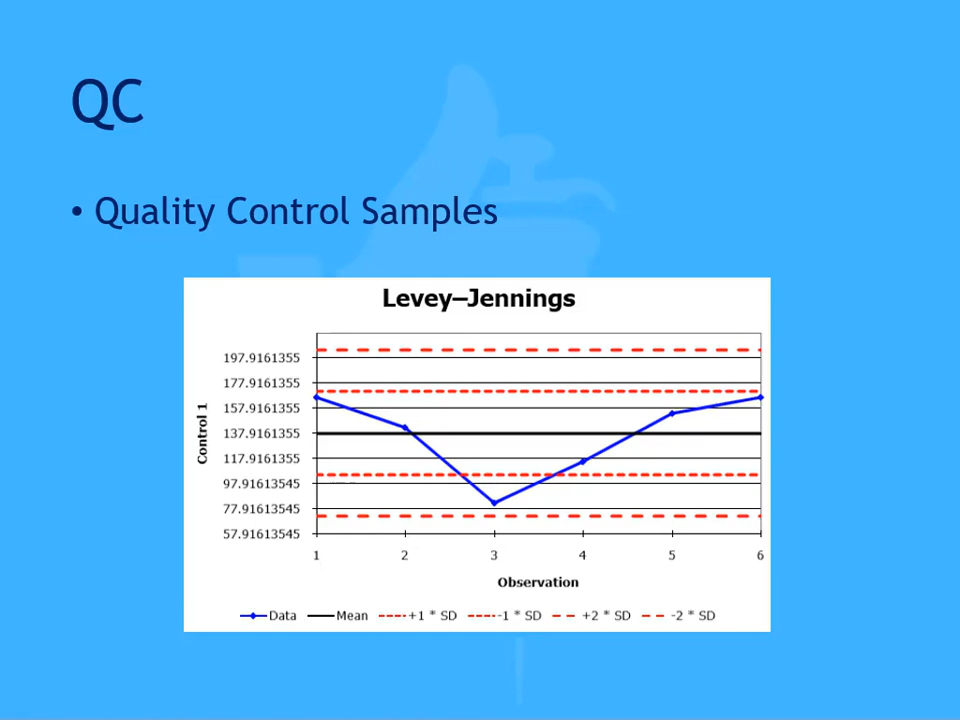 QC
• Quality Control Samples
Levey–Jennings
197.9161355
177.9161355
157.9161355
137.9161355
117.9161355
97.91613545
77.91613545
57.91613545
Control 1
1 2 3 4 5 6
Observation
Data Mean +1 * SD -1 * SD +2 * SD -2 * SD